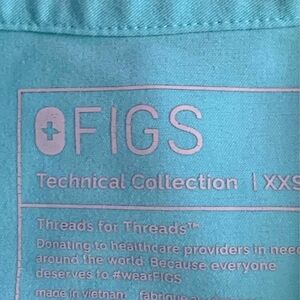 FIGS
Technical Collection | XXS
Threads for Threads™
Donating to healthcare providers in need
around the world. Because everyone
deserves to #wearFIGS
made in vietnam